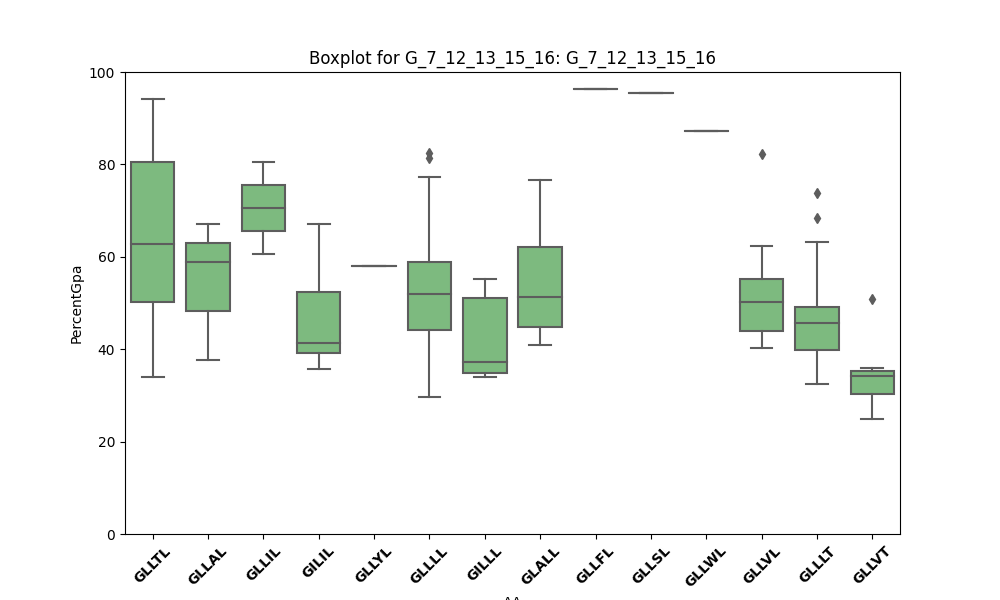 Boxplot for G_7_12_13_15_16: G_7_12_13_15_16
100
80
60
40
20
0
PercentGpa
GLLTL
GLLAL
GLLIL
GILIL
GLLYL
GLLLL
GILLL
GLALL
GLLFL
GLLSL
GLLWL
GLLVL
GLLLT
GLLVT
AA